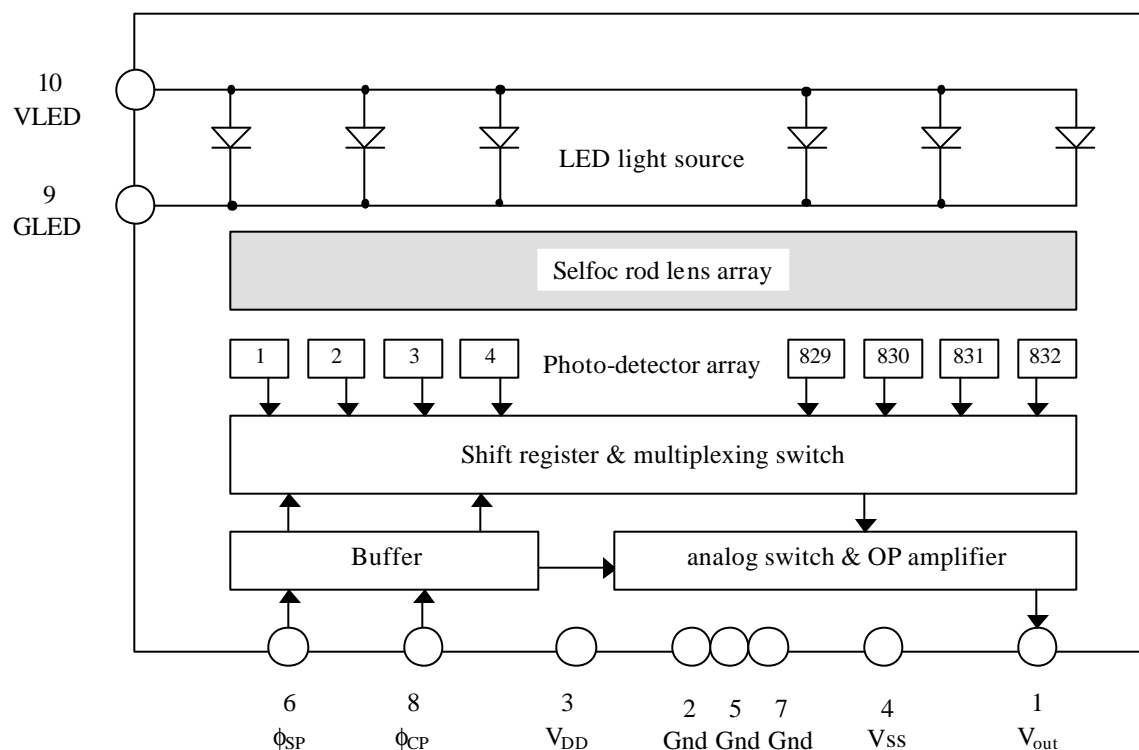 10
VLED
LED light source
9
GLED
Selfoc rod lens array
1 2 3 4 Photo-detector array 829 830 831 832
Shift register & multiplexing switch
Buffer
analog switch & OP amplifier
6 8 3 2 5 7 4 1
ϕSP ϕCP VDD Gnd Gnd Gnd VSS Vout